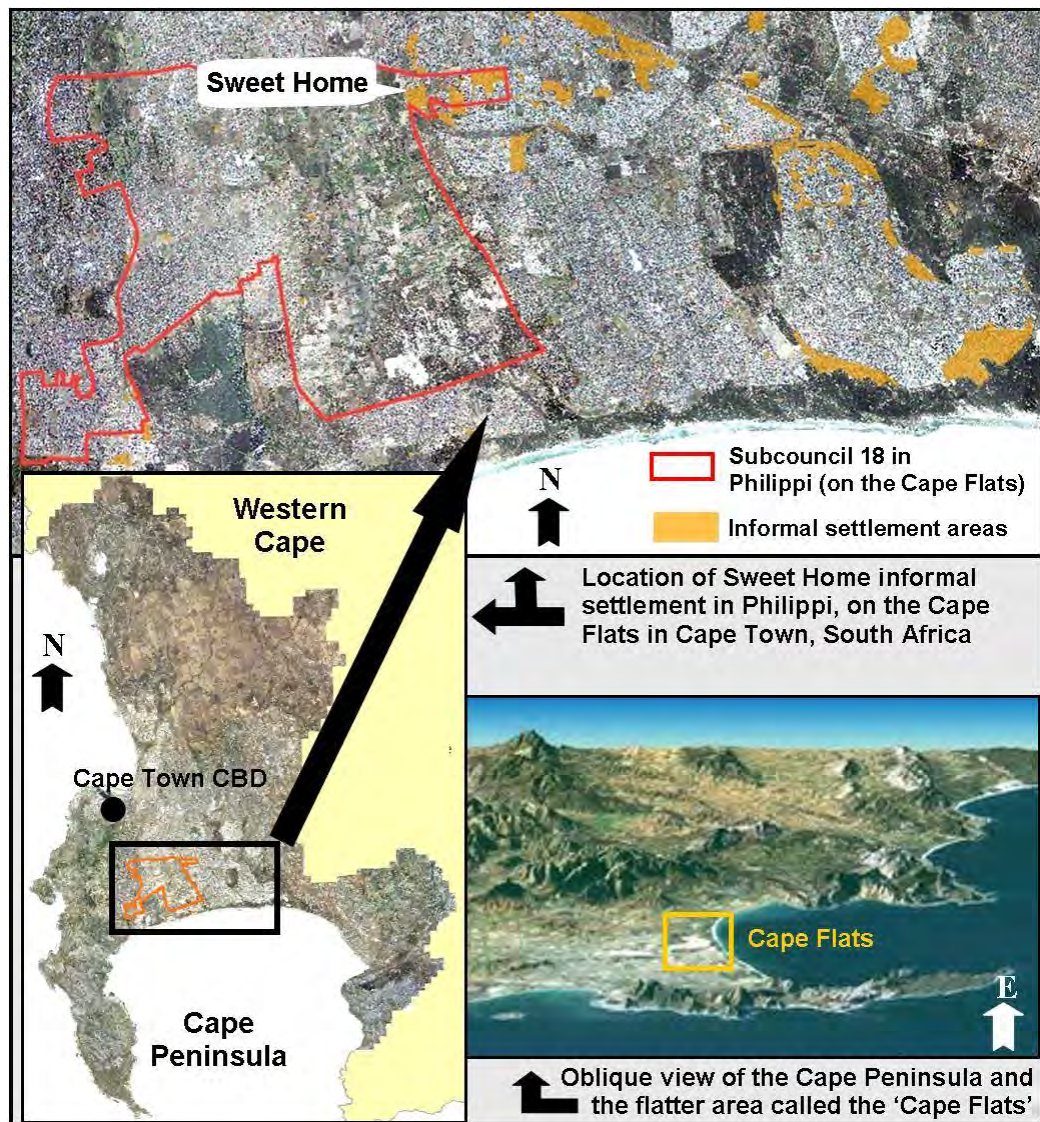 Sweet Home
N
Subcouncil 18 in
Philippi (on the Cape Flats)
Informal settlement areas
Western
Cape
N
Cape Town CBD
Cape
Peninsula
Location of Sweet Home informal
settlement in Philippi, on the Cape
Flats in Cape Town, South Africa
Cape Flats
E
Oblique view of the Cape Peninsula and
the flatter area called the ‘Cape Flats’